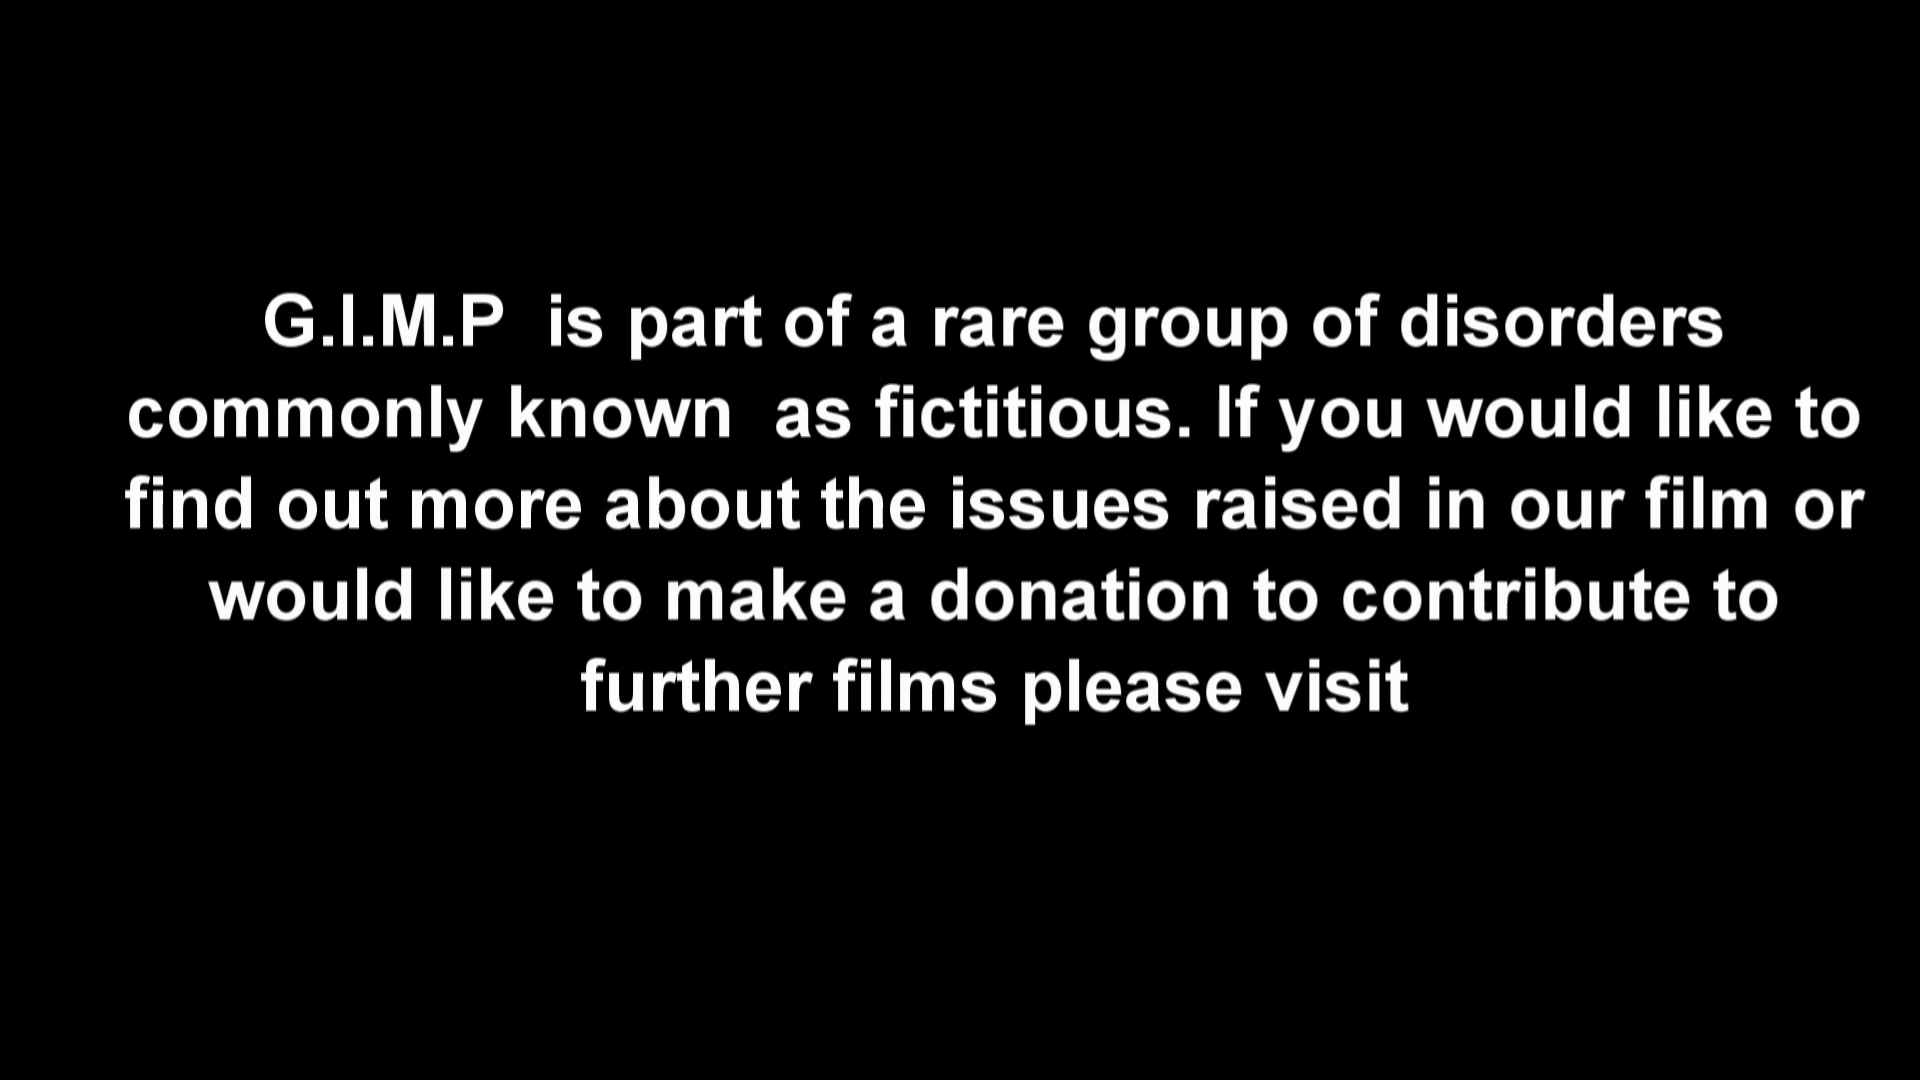 G.I.M.P  is part of a rare group of disorders
commonly known  as fictitious. If you would like to
find out more about the issues raised in our film or
would like to make a donation to contribute to
further films please visit